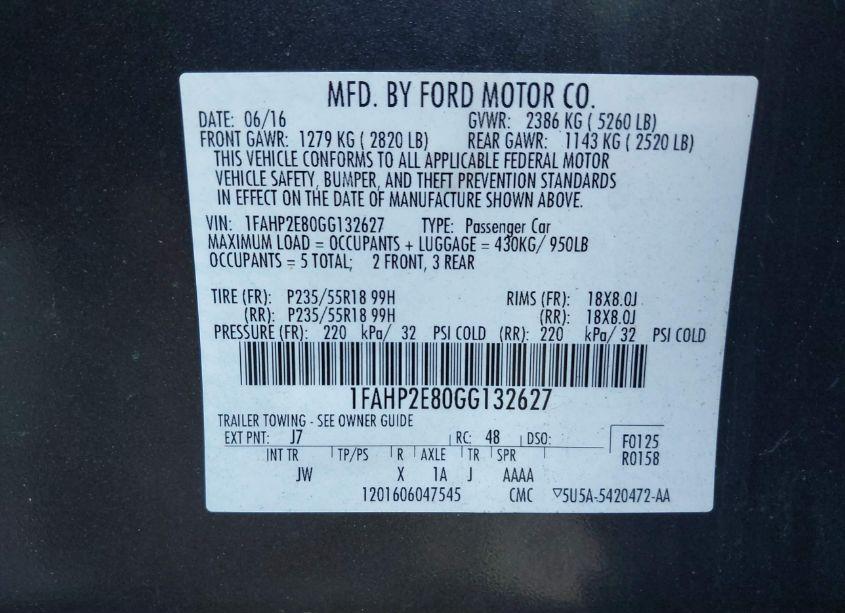 MFD. BY FORD MOTOR CO.
DATE: 06/16 GVWR: 2386 KG ( 5260 LB)
FRONT GAWR: 1279 KG ( 2820 LB) REAR GAWR: 1143 KG ( 2520 LB)
THIS VEHICLE CONFORMS TO ALL APPLICABLE FEDERAL MOTOR
VEHICLE SAFETY, BUMPER, AND THEFT PREVENTION STANDARDS
IN EFFECT ON THE DATE OF MANUFACTURE SHOWN ABOVE.
VIN: 1FAHP2E80GG132627 TYPE: Passenger Car
MAXIMUM LOAD = OCCUPANTS + LUGGAGE = 430KG/ 950LB
OCCUPANTS = 5 TOTAL; 2 FRONT, 3 REAR
TIRE (FR): P235/55R18 99H RIMS (FR): 18X8.0J
(RR): P235/55R18 99H (RR): 18X8.0J
PRESSURE (FR): 220 kPa/ 32 PSI COLD (RR): 220 kPa/ 32 PSI COLD
1FAHP2E80GG132627
TRAILER TOWING - SEE OWNER GUIDE
EXT PNT: J7 RC: 48 DSO: F0125
INT TR TP/PS R AXLE TR SPR R0158
JW X 1A J AAAA
1201606047545 CMC ▽5U5A-5420472-AA